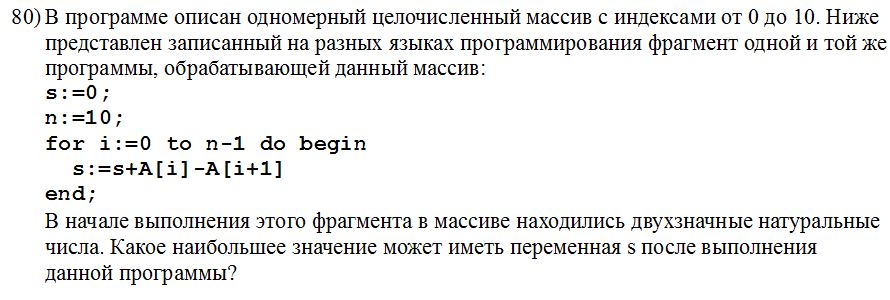 80) В программе описан одномерный целочисленный массив с индексами от 0 до 10. Ниже
представлен записанный на разных языках программирования фрагмент одной и той же
программы, обрабатывающей данный массив:
s:=0;
n:=10;
for i:=0 to n-1 do begin
s:=s+A[i]-A[i+1]
end;
В начале выполнения этого фрагмента в массиве находились двухзначные натуральные
числа. Какое наибольшее значение может иметь переменная s после выполнения
данной программы?